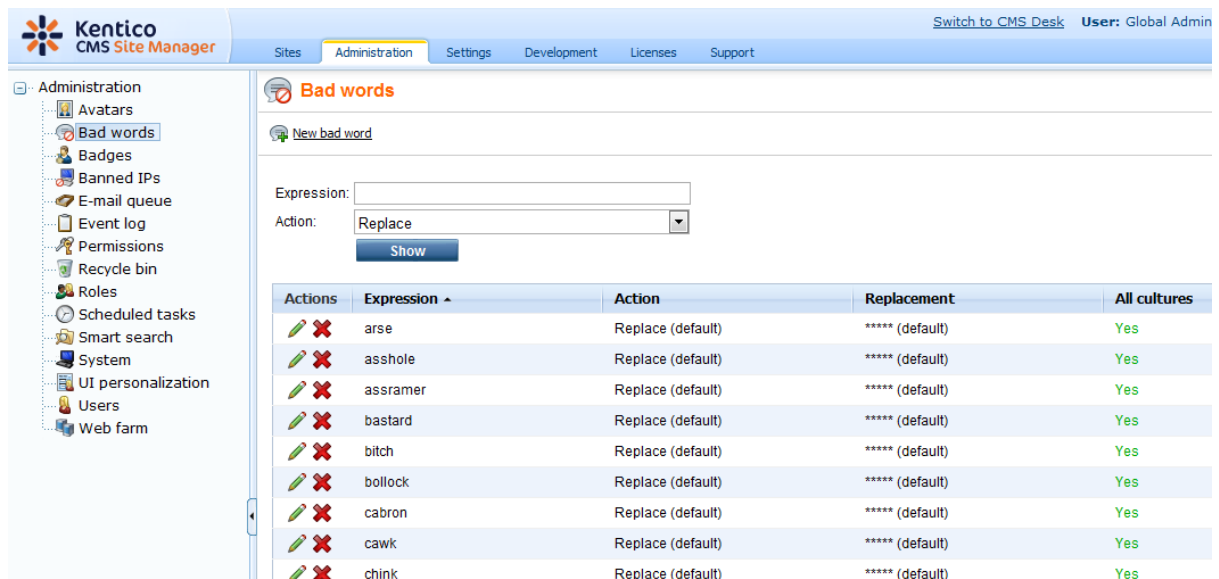 Kentico
CMS Site Manager
Switch to CMS Desk User: Global Admin
Sites Administration Settings Development Licenses Support
Administration
Avatars
Bad words
Badges
Banned IPs
E-mail queue
Event log
Permissions
Recycle bin
Roles
Scheduled tasks
Smart search
System
UI personalization
Users
Web farm
Bad words
New bad word
Expression:
Action: Replace
Show
Actions Expression Action Replacement All cultures
arse Replace (default) ***** (default) Yes
asshole Replace (default) ***** (default) Yes
assramer Replace (default) ***** (default) Yes
bastard Replace (default) ***** (default) Yes
bitch Replace (default) ***** (default) Yes
bollock Replace (default) ***** (default) Yes
cabron Replace (default) ***** (default) Yes
cawk Replace (default) ***** (default) Yes
chink Replace (default) ***** (default) Yes